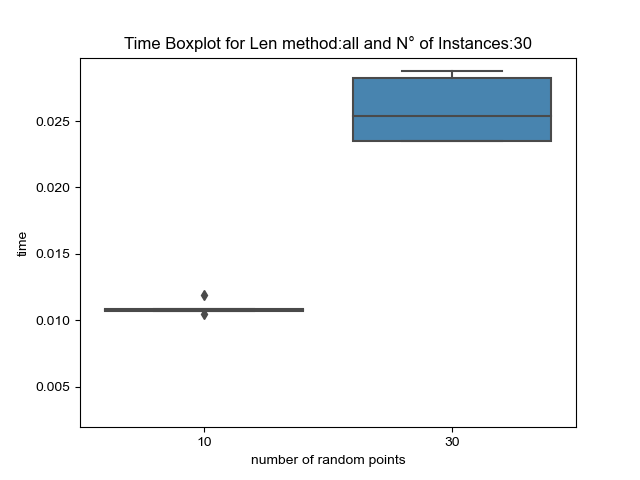 Time Boxplot for Len method:all and N° of Instances:30
0.025
0.020
0.015
0.010
0.005
time
10 30
number of random points